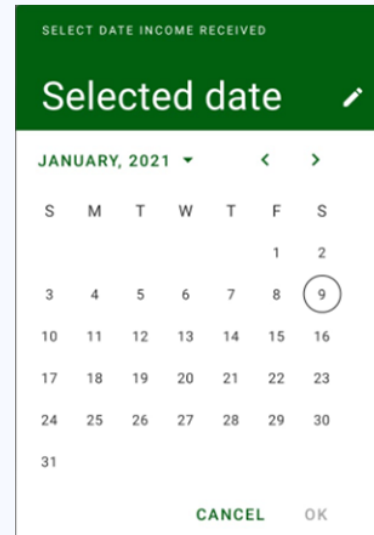 SELECT DATE INCOME RECEIVED
Selected date
JANUARY, 2021
S M T W T F S
1 2
3 4 5 6 7 8 9
10 11 12 13 14 15 16
17 18 19 20 21 22 23
24 25 26 27 28 29 30
31
CANCEL OK